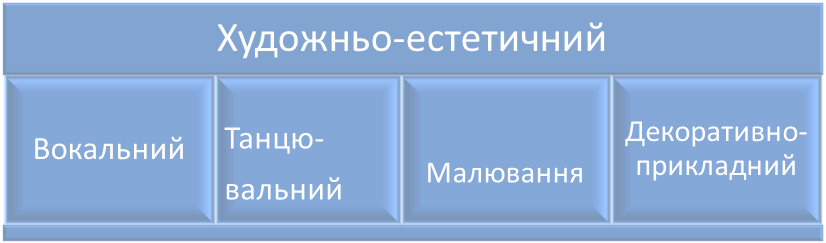 Художньо-естетичний
Вокальний
Танцю-
вальний
Малювання
Декоративно-
прикладний